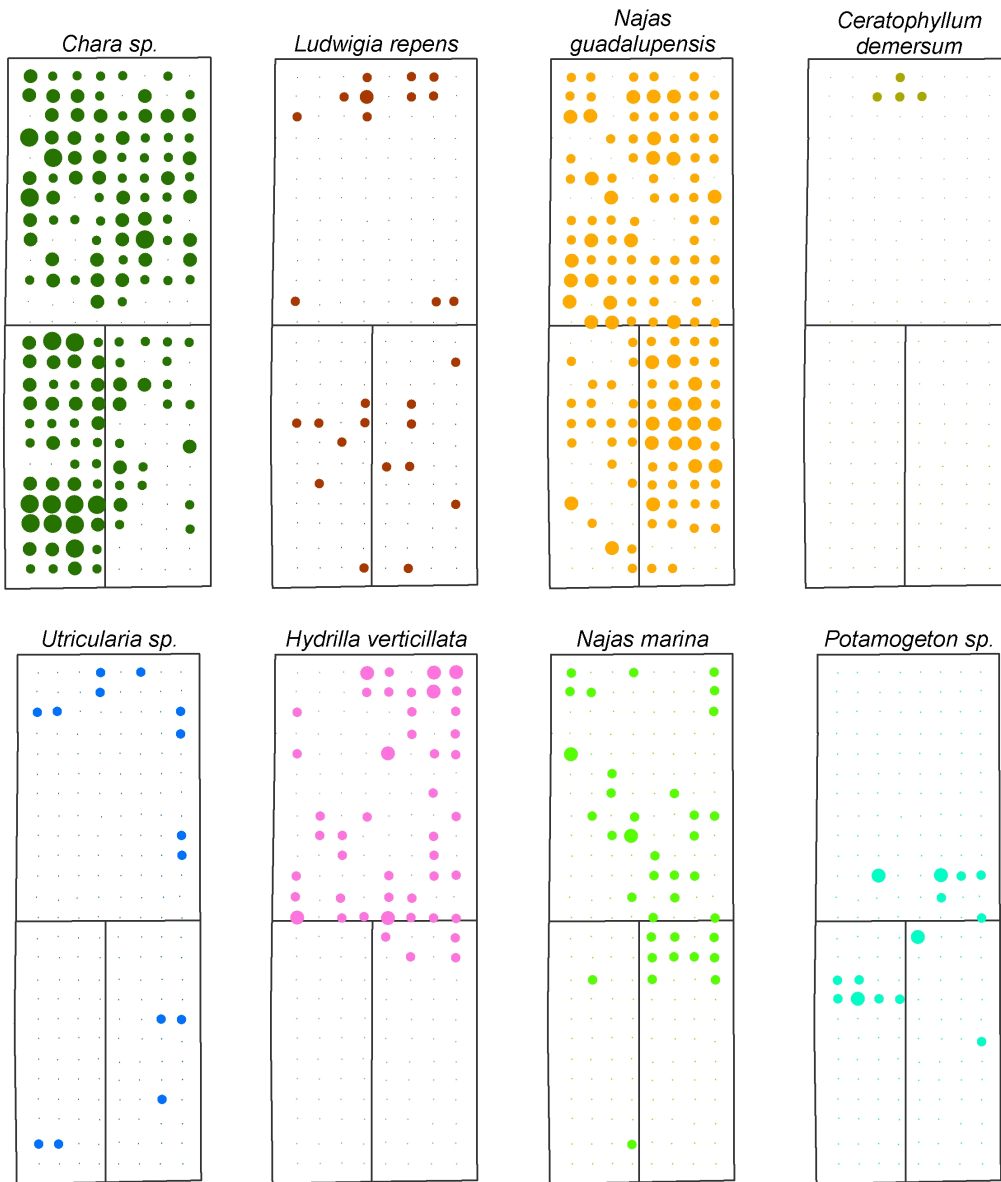 Chara sp.
Ludwigia repens
Najas
guadalupensis
Ceratophyllum
demersum
Utricularia sp.
Hydrilla verticillata
Najas marina
Potamogeton sp.